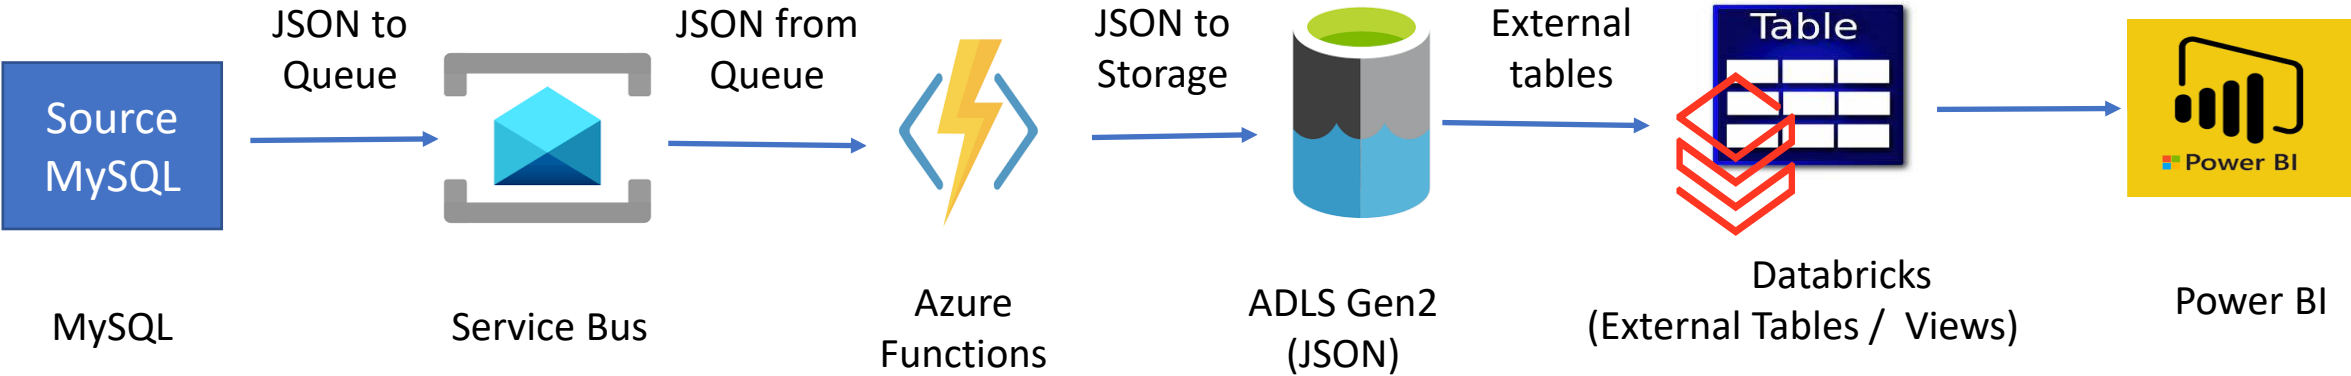 JSON to
Queue
JSON from
Queue
JSON to
Storage
External
tables
Table
Source
MySQL
Power BI
MySQL
Service Bus
Azure
Functions
ADLS Gen2
(JSON)
Databricks
(External Tables /  Views)
Power BI